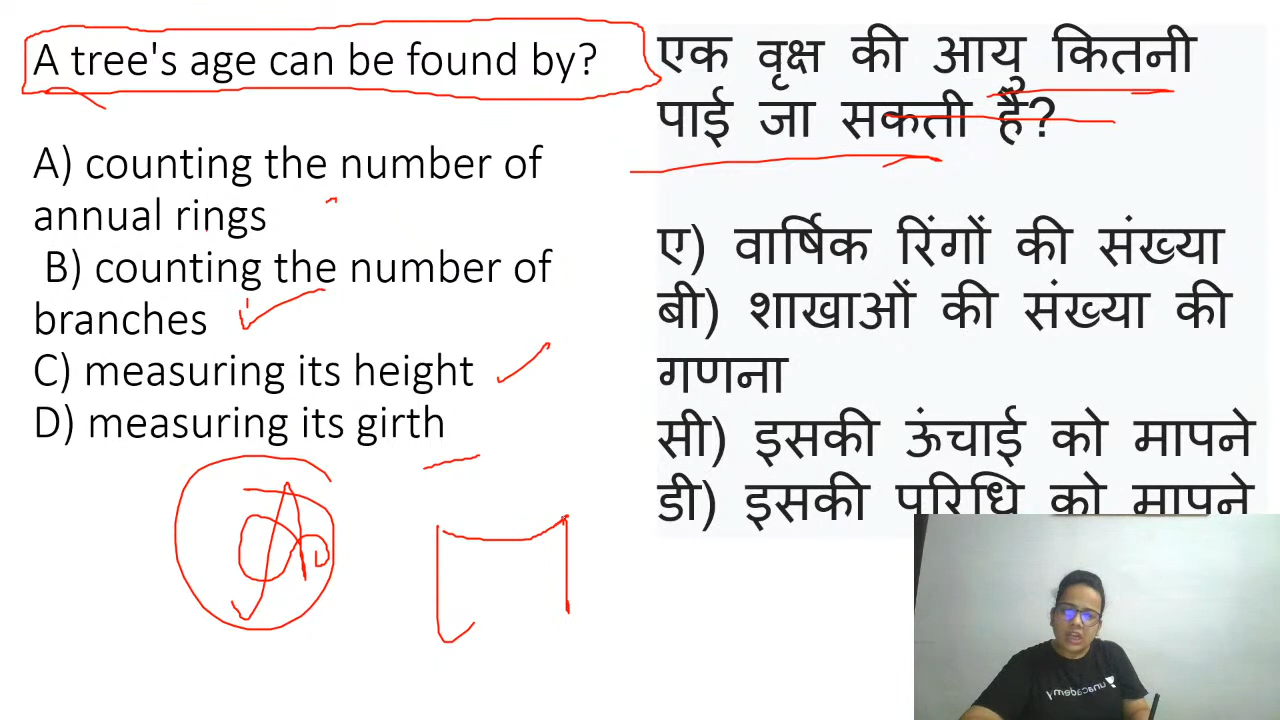 A tree's age can be found by?
A) counting the number of
annual rings
B) counting the number of
branches
C) measuring its height
D) measuring its girth
एक वृक्ष की आयु कितनी
पाई जा सकती है?
ए) वार्षिक रिंगों की संख्या
बी) शाखाओं की संख्या की
गणना
सी) इसकी ऊंचाई को मापने
डी) इसकी परिधि को मापने
unacademy